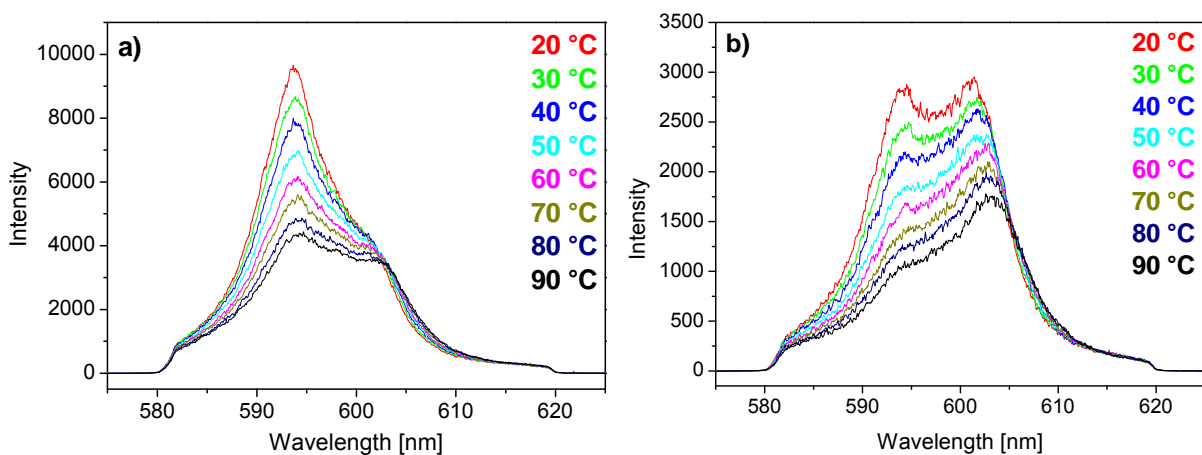 a)
20 °C
30 °C
40 °C
50 °C
60 °C
70 °C
80 °C
90 °C
10000
8000
6000
4000
2000
0
Intensity
580 590 600 610 620
Wavelength [nm]
b)
20 °C
30 °C
40 °C
50 °C
60 °C
70 °C
80 °C
90 °C
3500
3000
2500
2000
1500
1000
500
0
Intensity
580 590 600 610 620
Wavelength [nm]